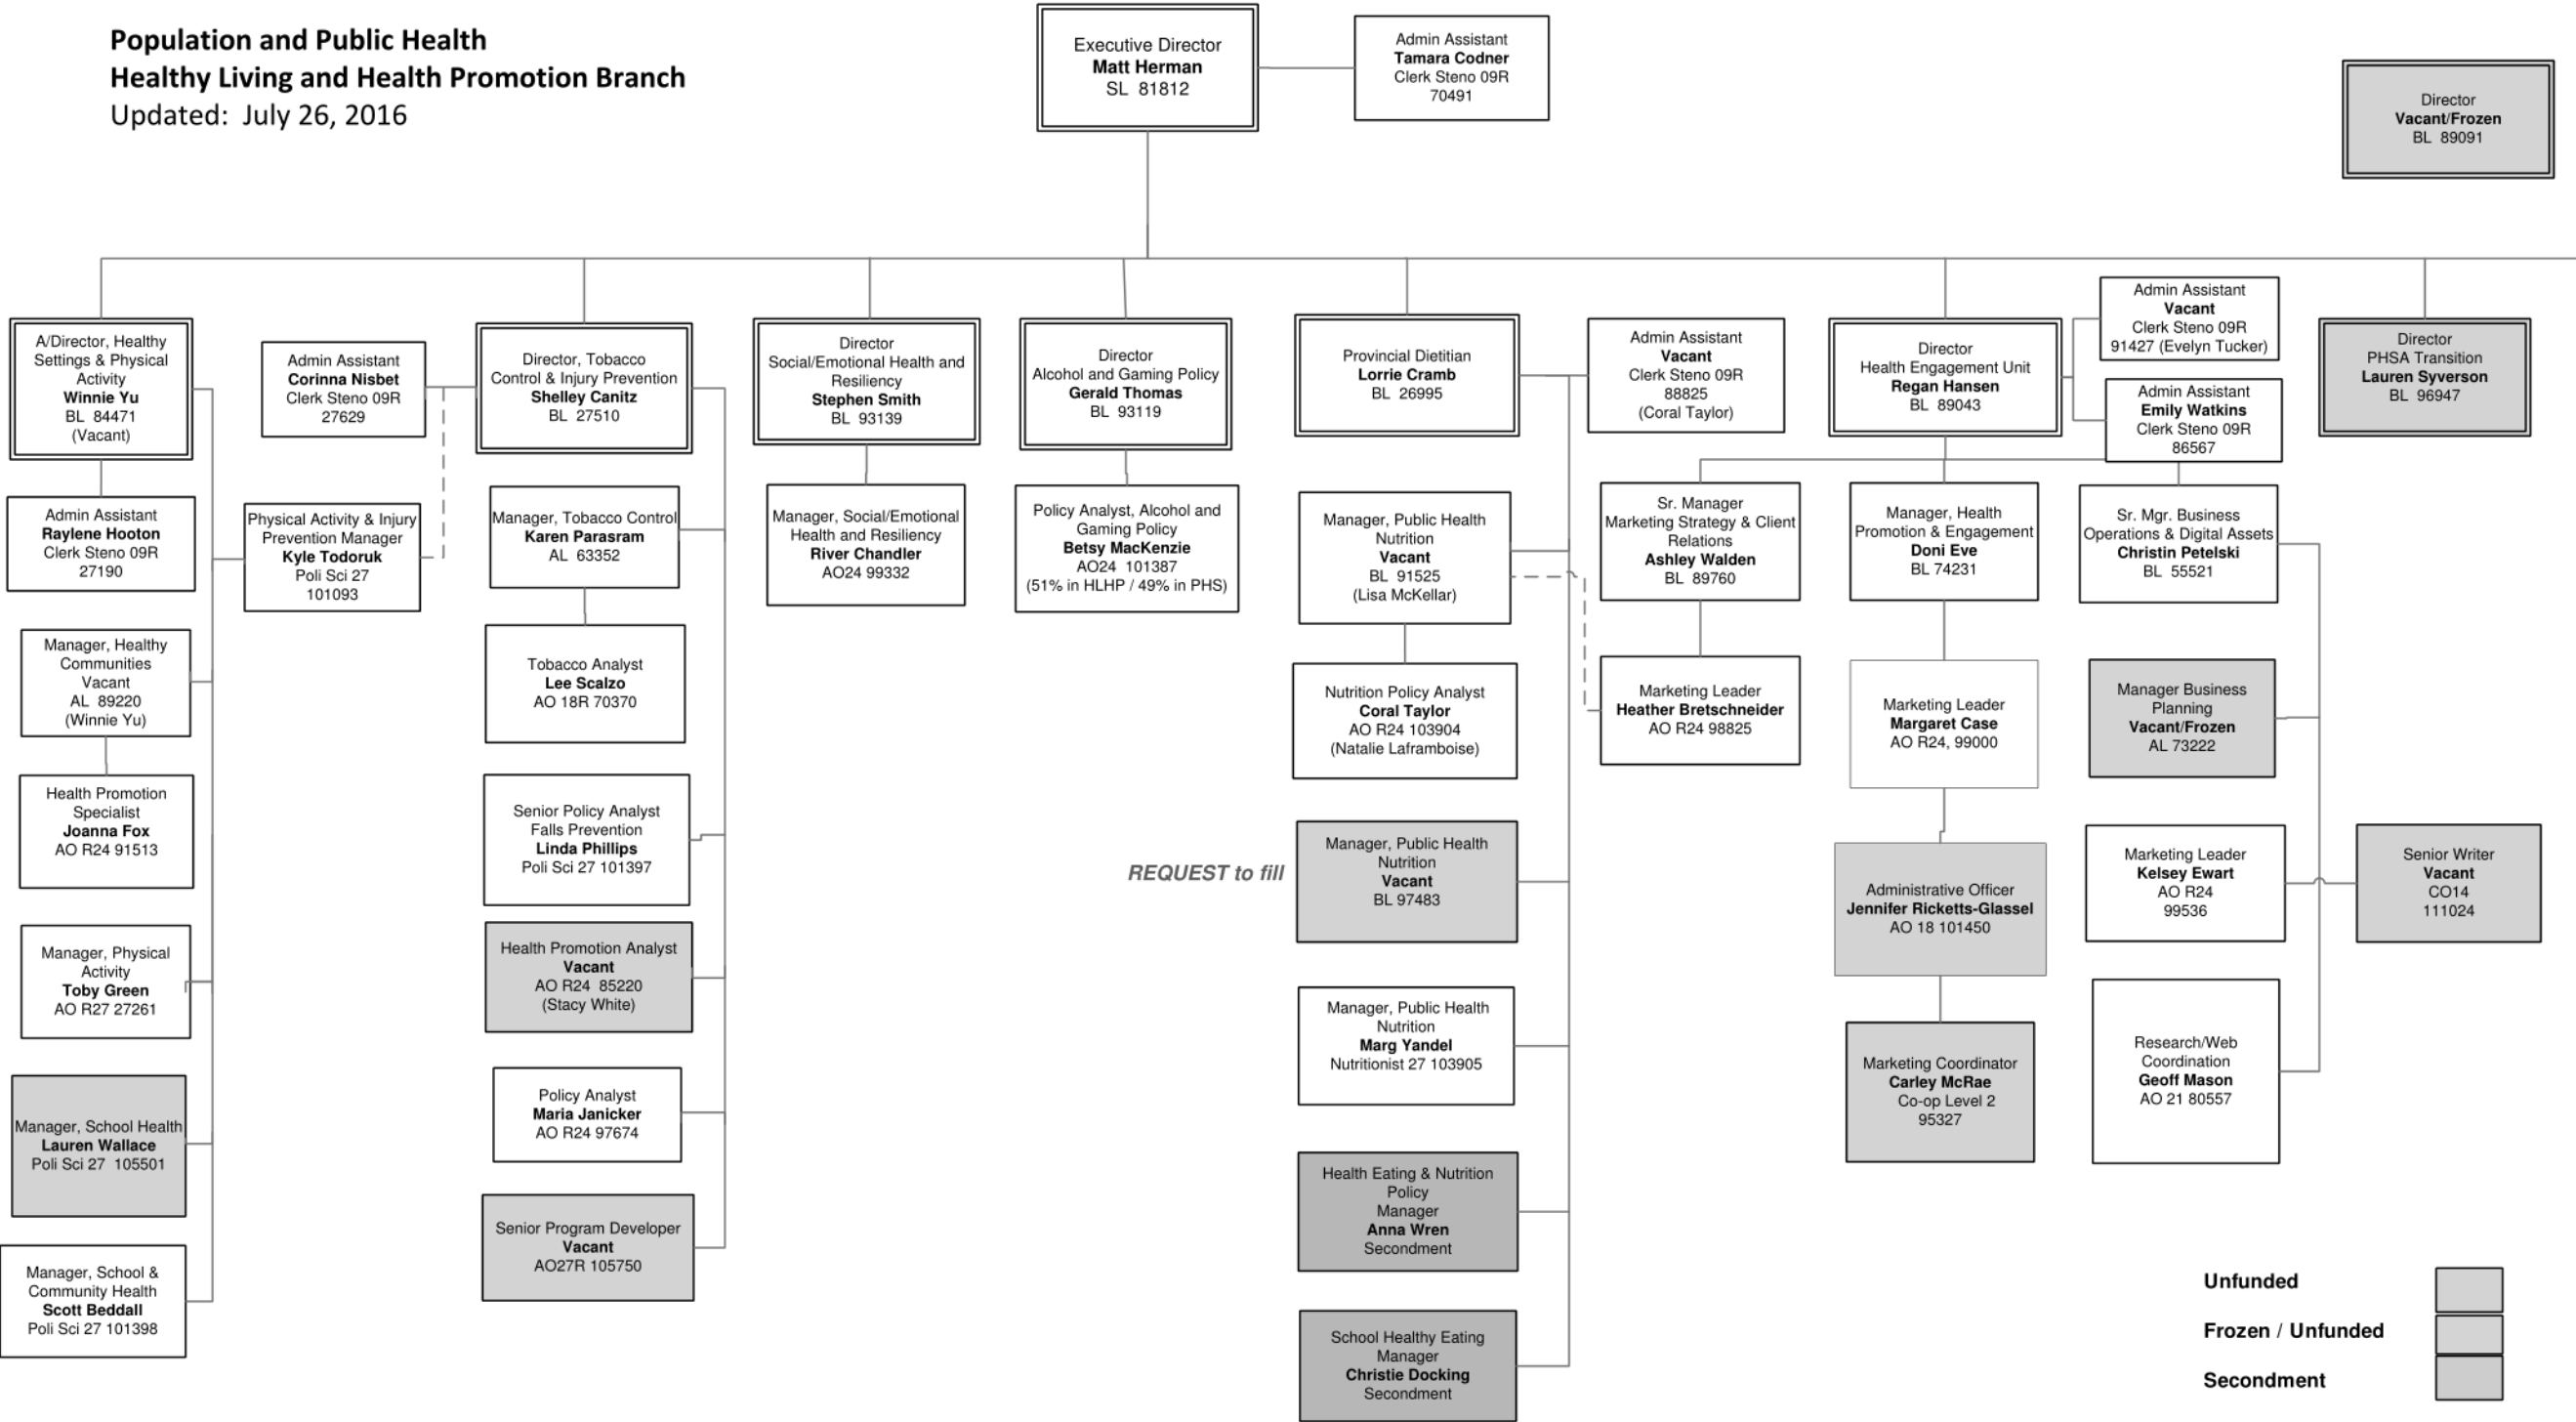 Population and Public Health
Healthy Living and Health Promotion Branch
Updated: July 26, 2016
Executive Director
Matt Herman
SL 81812
Admin Assistant
Tamara Codner
Clerk Steno 09R
70491
Director
Vacant/Frozen
BL 89091
A/Director, Healthy
Settings & Physical
Activity
Winnie Yu
BL 84471
(Vacant)
Admin Assistant
Raylene Hooton
Clerk Steno 09R
27190
Manager, Healthy
Communities
Vacant
AL 89220
(Winnie Yu)
Health Promotion
Specialist
Joanna Fox
AO R24 91513
Manager, Physical
Activity
Toby Green
AO R27 27261
Manager, School Health
Lauren Wallace
Poli Sci 27 105501
Manager, School &
Community Health
Scott Beddall
Poli Sci 27 101398
Admin Assistant
Corinna Nisbet
Clerk Steno 09R
27629
Physical Activity & Injury
Prevention Manager
Kyle Todoruk
Poli Sci 27
101093
Director, Tobacco
Control & Injury Prevention
Shelley Canitz
BL 27510
Manager, Tobacco Control
Karen Parasram
AL 63352
Tobacco Analyst
Lee Scalzo
AO 18R 70370
Senior Policy Analyst
Falls Prevention
Linda Phillips
Poli Sci 27 101397
Health Promotion Analyst
Vacant
AO R24 85220
(Stacy White)
Policy Analyst
Maria Janicker
AO R24 97674
Senior Program Developer
Vacant
AO27R 105750
Director
Social/Emotional Health and
Resiliency
Stephen Smith
BL 93139
Manager, Social/Emotional
Health and Resiliency
River Chandler
AO24 99332
Director
Alcohol and Gaming Policy
Gerald Thomas
BL 93119
Policy Analyst, Alcohol and
Gaming Policy
Betsy MacKenzie
AO24 101387
(51% in HLHP / 49% in PHS)
Provincial Dietitian
Lorrie Cramb
BL 26995
Admin Assistant
Vacant
Clerk Steno 09R
88825
(Coral Taylor)
Manager, Public Health
Nutrition
Vacant
BL 91525
(Lisa McKellar)
Nutrition Policy Analyst
Coral Taylor
AO R24 103904
(Natalie Laframboise)
REQUEST to fill
Manager, Public Health
Nutrition
Vacant
BL 97483
Manager, Public Health
Nutrition
Marg Yandel
Nutritionist 27 103905
Health Eating & Nutrition
Policy
Manager
Anna Wren
Secondment
School Healthy Eating
Manager
Christie Docking
Secondment
Director
Health Engagement Unit
Regan Hansen
BL 89043
Admin Assistant
Vacant
Clerk Steno 09R
91427 (Evelyn Tucker)
Admin Assistant
Emily Watkins
Clerk Steno 09R
86567
Sr. Manager
Marketing Strategy & Client
Relations
Ashley Walden
BL 89760
Marketing Leader
Heather Bretschneider
AO R24 98825
Manager, Health
Promotion & Engagement
Doni Eve
BL 74231
Marketing Leader
Margaret Case
AO R24, 99000
Administrative Officer
Jennifer Ricketts-Glassel
AO 18 101450
Marketing Coordinator
Carley McRae
Co-op Level 2
95327
Sr. Mgr. Business
Operations & Digital Assets
Christin Petelski
BL 55521
Manager Business
Planning
Vacant/Frozen
AL 73222
Marketing Leader
Kelsey Ewart
AO R24
99536
Senior Writer
Vacant
CO14
111024
Research/Web
Coordination
Geoff Mason
AO 21 80557
Director
PHSA Transition
Lauren Syverson
BL 96947
Unfunded
Frozen / Unfunded
Secondment